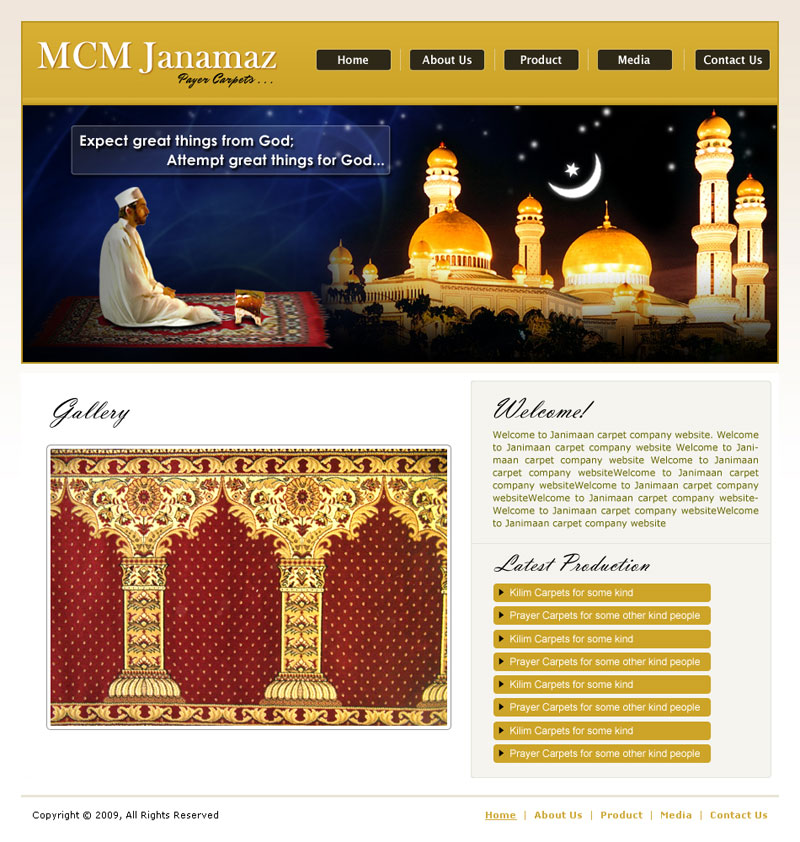 MCM Janamaz
Payer Carpets . . .
Home
About Us
Product
Media
Contact Us
Expect great things from God;
Attempt great things for God...
Gallery
Welcome!
Welcome to Janimaan carpet company website. Welcome
to Janimaan carpet company website Welcome to Jani-
maan carpet company website Welcome to Janimaan
carpet company websiteWelcome to Janimaan carpet
company websiteWelcome to Janimaan carpet company
websiteWelcome to Janimaan carpet company website-
Welcome to Janimaan carpet company websiteWelcome
to Janimaan carpet company website
Latest Production
Kilim Carpets for some kind
Prayer Carpets for some other kind people
Kilim Carpets for some kind
Prayer Carpets for some other kind people
Kilim Carpets for some kind
Prayer Carpets for some other kind people
Kilim Carpets for some kind
Prayer Carpets for some other kind people
Copyright © 2009, All Rights Reserved
Home | About Us | Product | Media | Contact Us